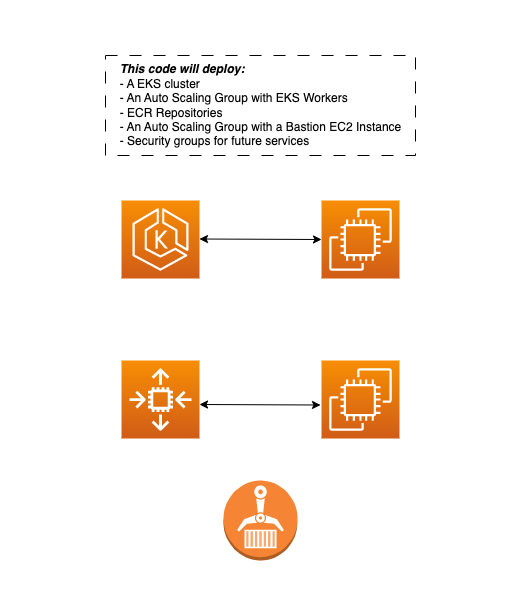 This code will deploy:
- A EKS cluster
- An Auto Scaling Group with EKS Workers
- ECR Repositories
- An Auto Scaling Group with a Bastion EC2 Instance
- Security groups for future services
K